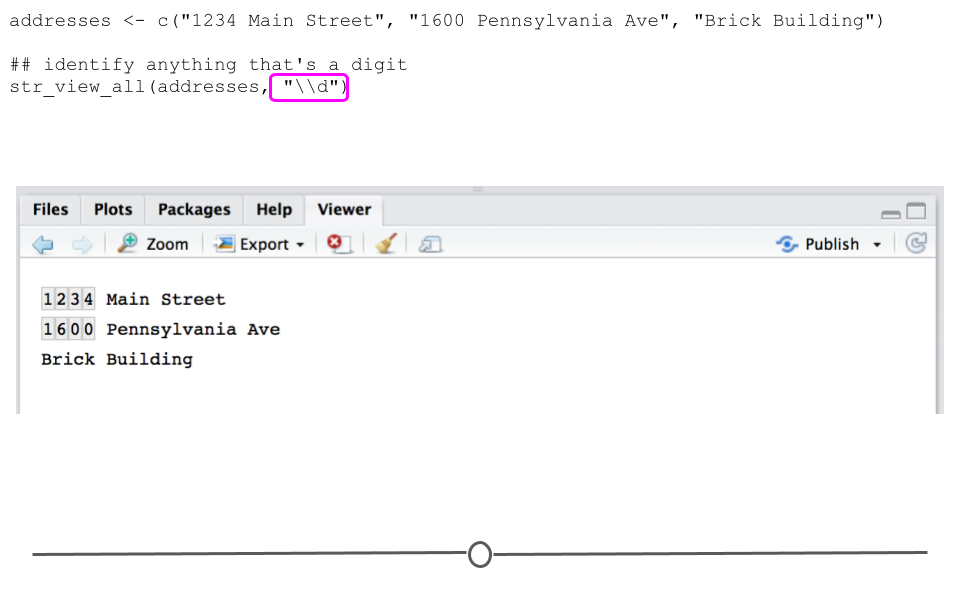 addresses <- c("1234 Main Street", "1600 Pennsylvania Ave", "Brick Building")
## identify anything that's a digit
str_view_all(addresses, "\\d")
Files Plots Packages Help Viewer
Zoom Export Publish
1234 Main Street
1600 Pennsylvania Ave
Brick Building